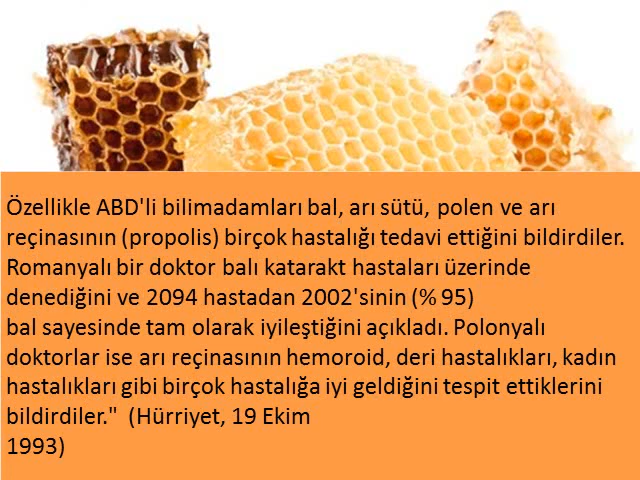 Özellikle ABD'li bilimadamları bal, arı sütü, polen ve arı
reçinasının (propolis) birçok hastalığı tedavi ettiğini bildirdiler.
Romanyalı bir doktor balı katarakt hastaları üzerinde
denediğini ve 2094 hastadan 2002'sinin (% 95)
bal sayesinde tam olarak iyileştiğini açıkladı. Polonyalı
doktorlar ise arı reçinasının hemoroid, deri hastalıkları, kadın
hastalıkları gibi birçok hastalığa iyi geldiğini tespit ettiklerini
bildirdiler." (Hürriyet, 19 Ekim
1993)